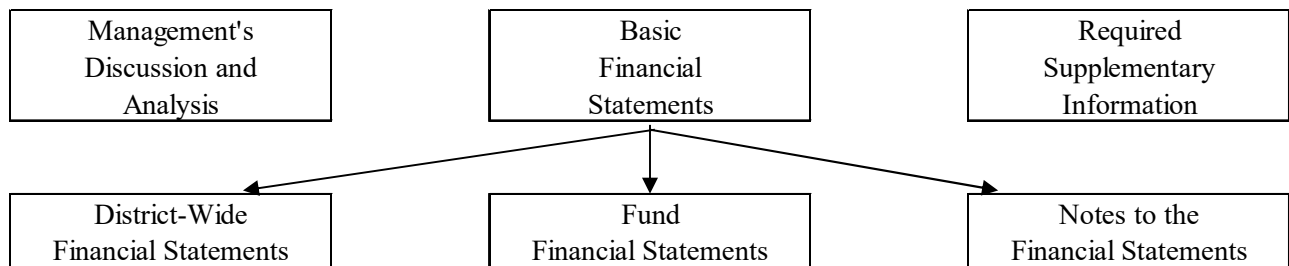 Management's
Discussion and
Analysis
Basic
Financial
Statements
Required
Supplementary
Information
District-Wide
Financial Statements
Fund
Financial Statements
Notes to the
Financial Statements